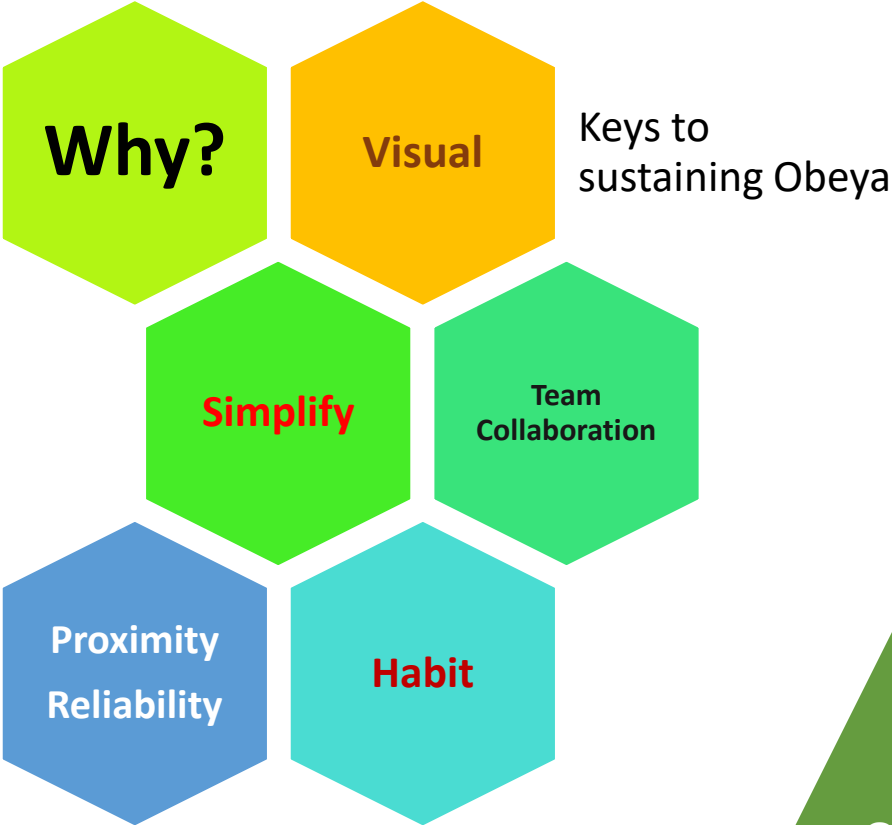 Why?
Visual
Keys to
sustaining Obeya
Simplify
Team
Collaboration
Proximity
Reliability
Habit